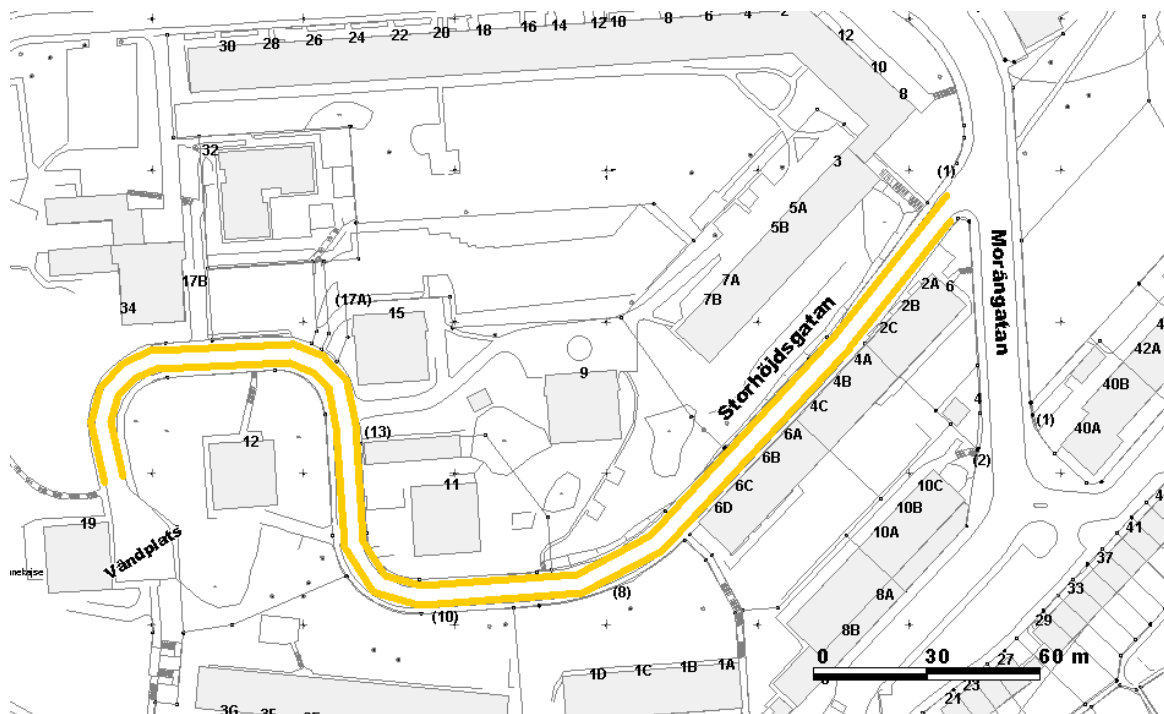 30 28 26 24 22 20 18 16 14 12 10 8 6 4 2
12
10
8
32
3
(1)
5A
5B
7A
7B
17B
34
(17A)
15
9
Storhöjdsgatan
Morängatan
2A
6
2B
2C
4A
4B
4C
6A
6B
6C
6D
42A
40B
40A
(1)
4
(2)
12
(13)
11
10C
10B
10A
8A
8B
19
Vändplats
(8)
(10)
41
37
33
29
27
23
21
1D 1C 1B 1A
3G
0 30 60 m